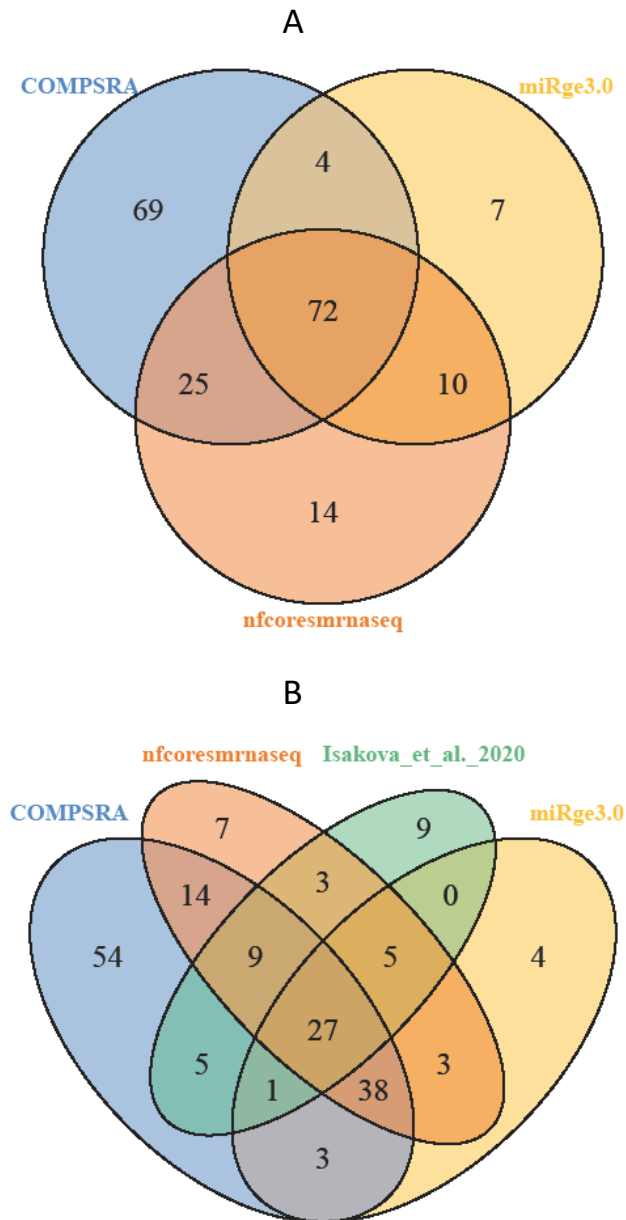 A
COMPSRA miRge3.0
4
69 7
72
25 10
14
nfcoresmrnaseq
B
nfcoresmrnaseq Isakova_et_al._2020
COMPSRA miRge3.0
7 9
14 3 0
54 9 5 4
27
5 1 38 3
3